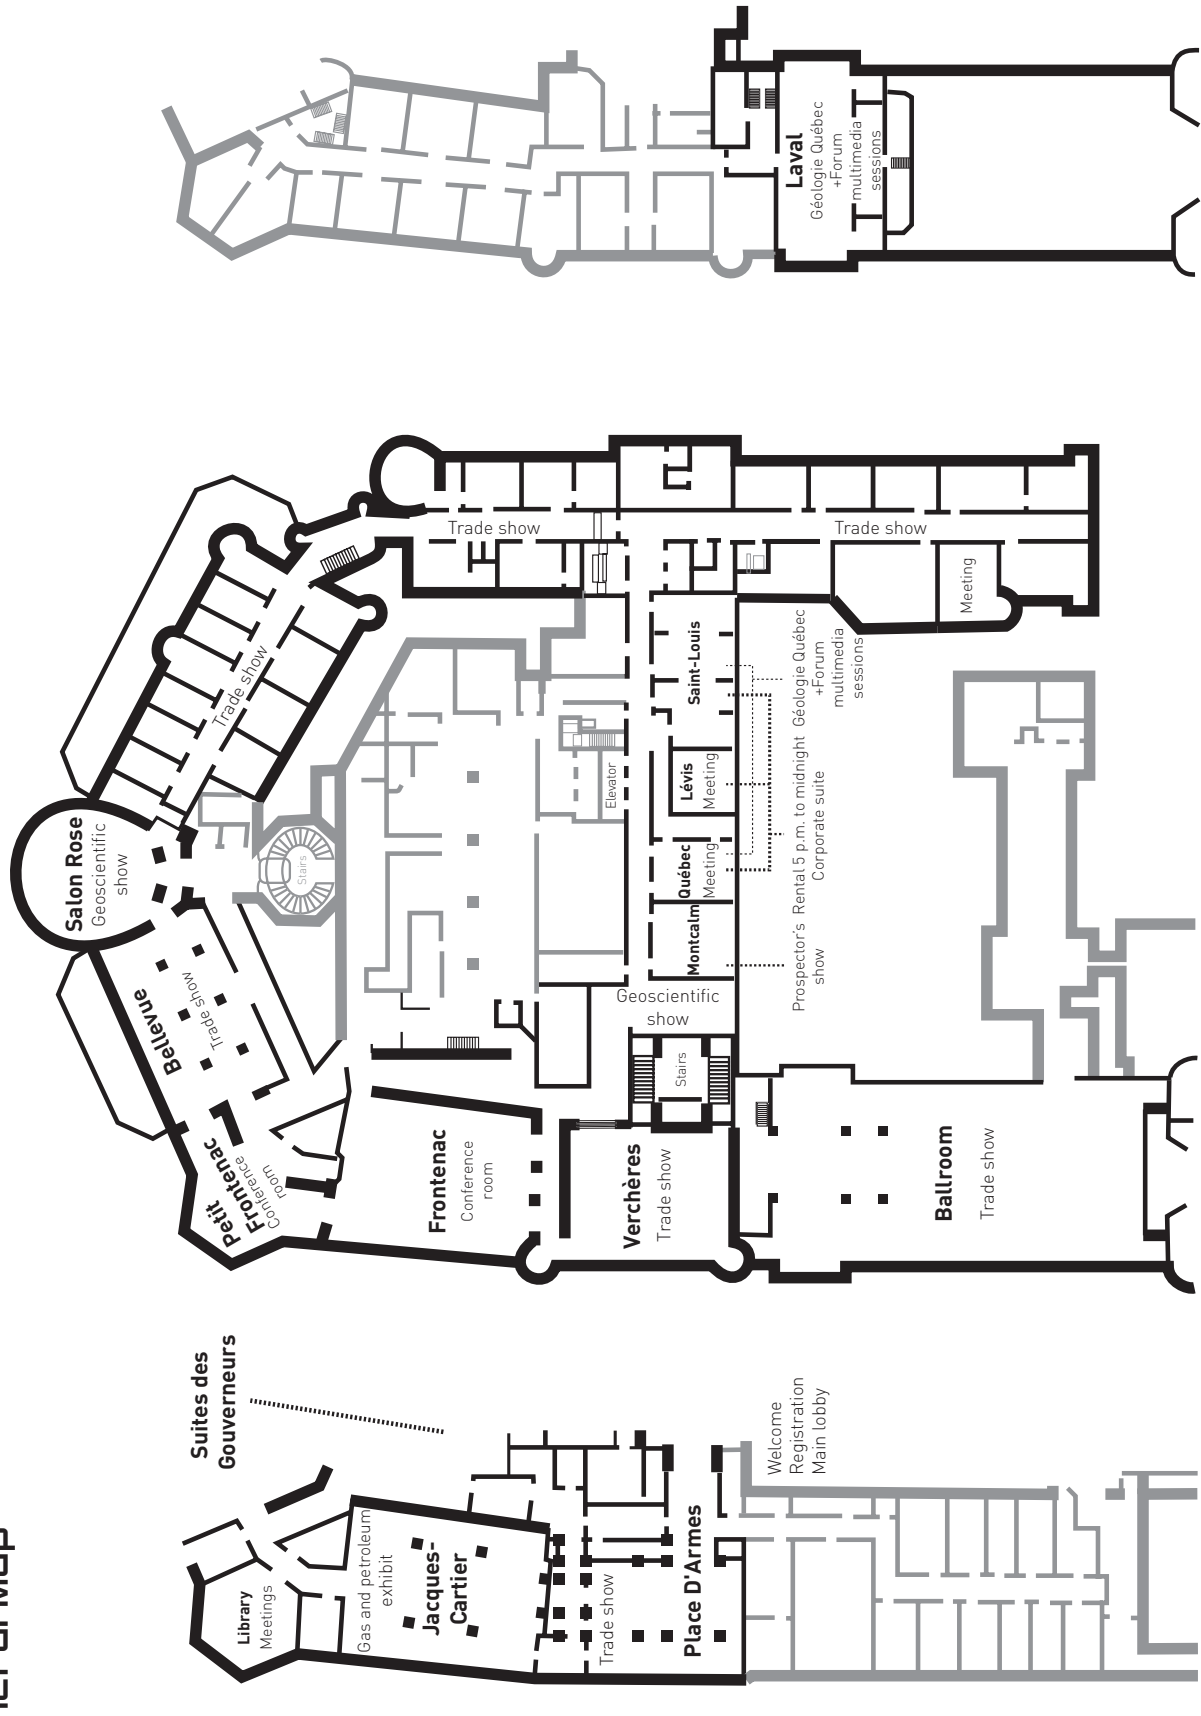 Map
Suites des
Gouverneurs
Library
Meetings
Gas and petroleum
exhibit
Jacques-
Cartier
Trade show
Place D'Armes
Welcome
Registration
Main lobby
Salon Rose
Geoscientific
show
Bellevue
Trade show
Trade show
Petit
Frontenac
Conference
room
Stairs
Frontenac
Conference
room
Trade show
Elevator
Verchères
Trade show
Geoscientific
show
Stairs
Montcalm
Québec
Meeting
Lévis
Meeting
Saint-Louis
Prospector's
show
Rental 5 p.m. to midnight
Corporate suite
Géologie Québec
+Forum
multimedia
sessions
Trade show
Meeting
Ballroom
Trade show
Laval
Géologie Québec
+Forum
multimedia
sessions